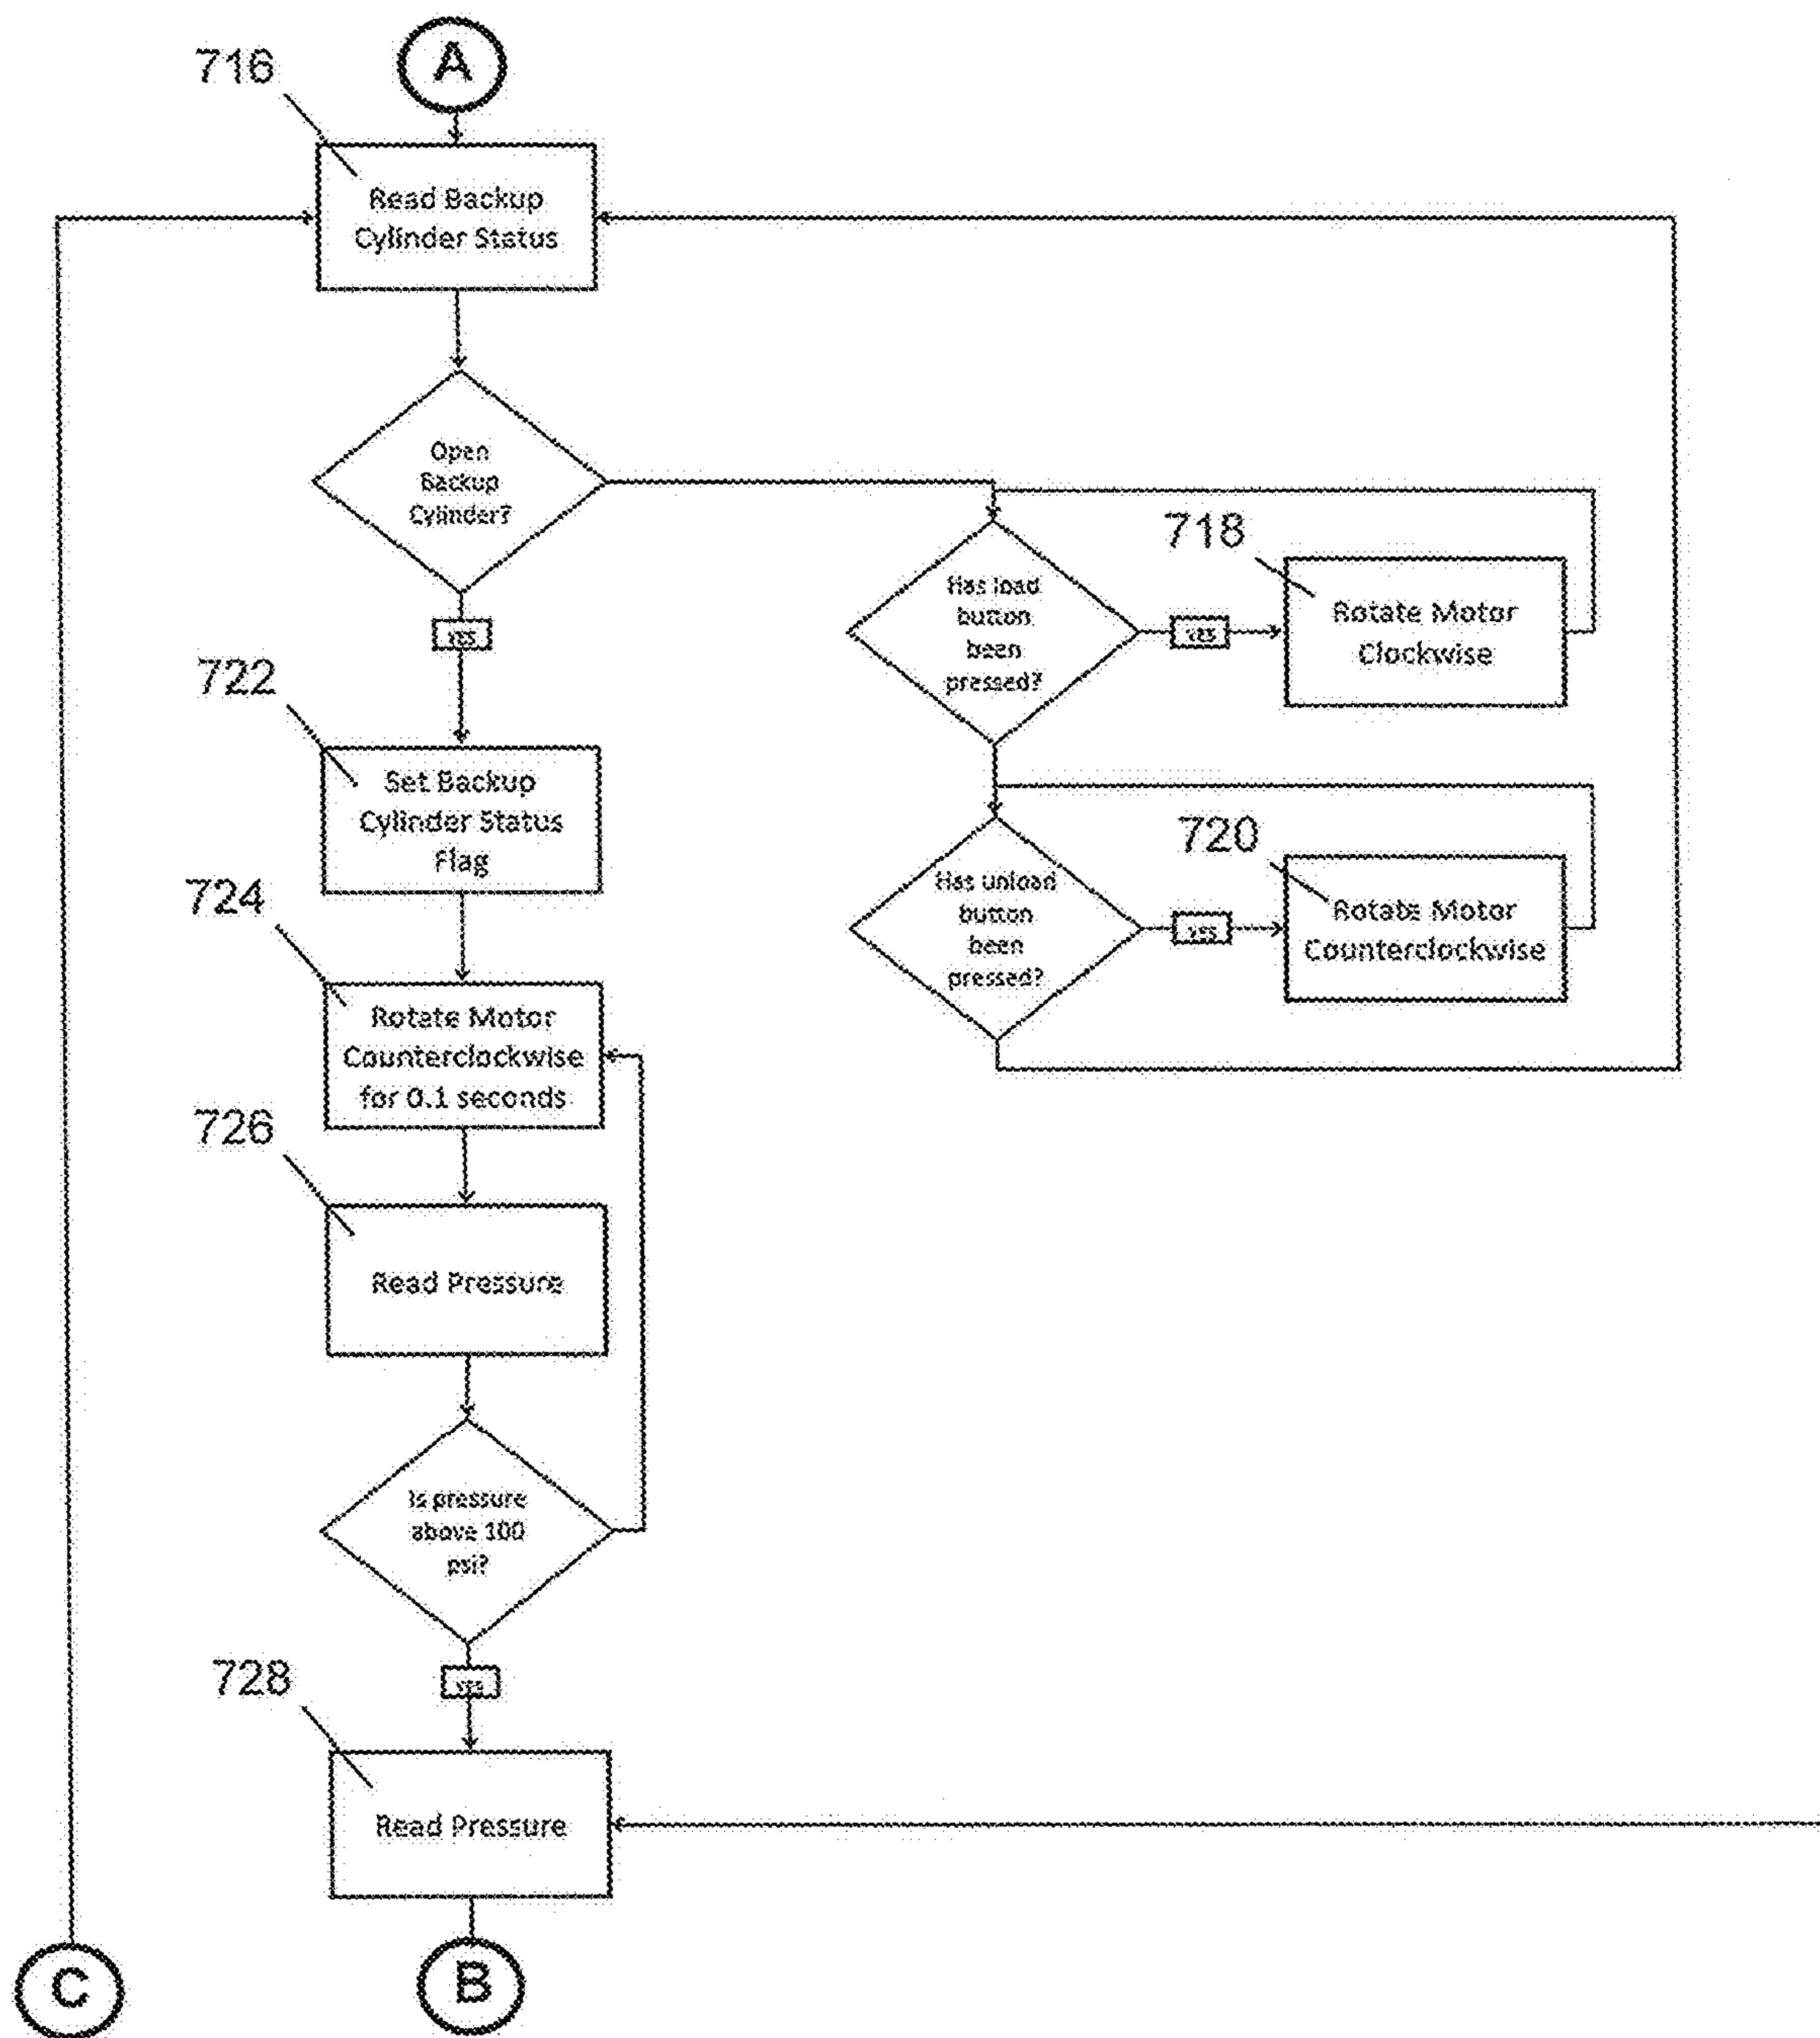 A
716
Read Backup
Cylinder Status
Open
Backup
Cylinder?
Has load
button
been
pressed?
YES
718
Rotate Motor
Clockwise
YES
722
Set Backup
Cylinder Status
Flag
Has unload
button
been
pressed?
YES
720
Rotate Motor
Counterclockwise
724
Rotate Motor
Counterclockwise
for 0.1 seconds
726
Read Pressure
Is pressure
above 100
psi?
YES
728
Read Pressure
C
B